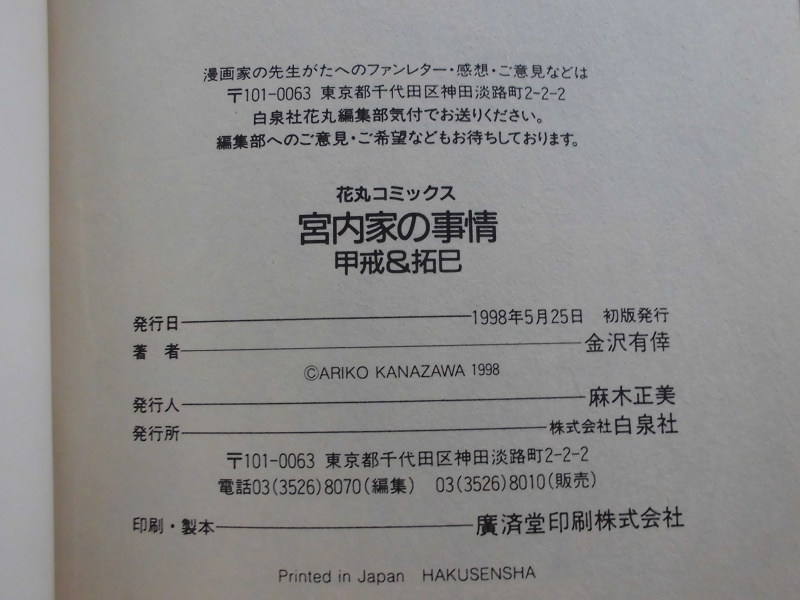 漫画家の先生がたへのファンレター・感想・ご意見などは
〒101-0063 東京都千代田区神田淡路町2-2-2
白泉社花丸編集部気付でお送りください。
編集部へのご意見・ご希望などもお待ちしております。
花丸コミックス
宮内家の事情
甲戒&拓巳
発行日 1998年5月25日 初版発行
著者 金沢有倖
©ARIKO KANAZAWA 1998
発行人 麻木正美
発行所 株式会社白泉社
〒101-0063 東京都千代田区神田淡路町2-2-2
電話03(3526)8070(編集) 03(3526)8010(販売)
印刷・製本 廣済堂印刷株式会社
Printed in Japan HAKUSENSHA